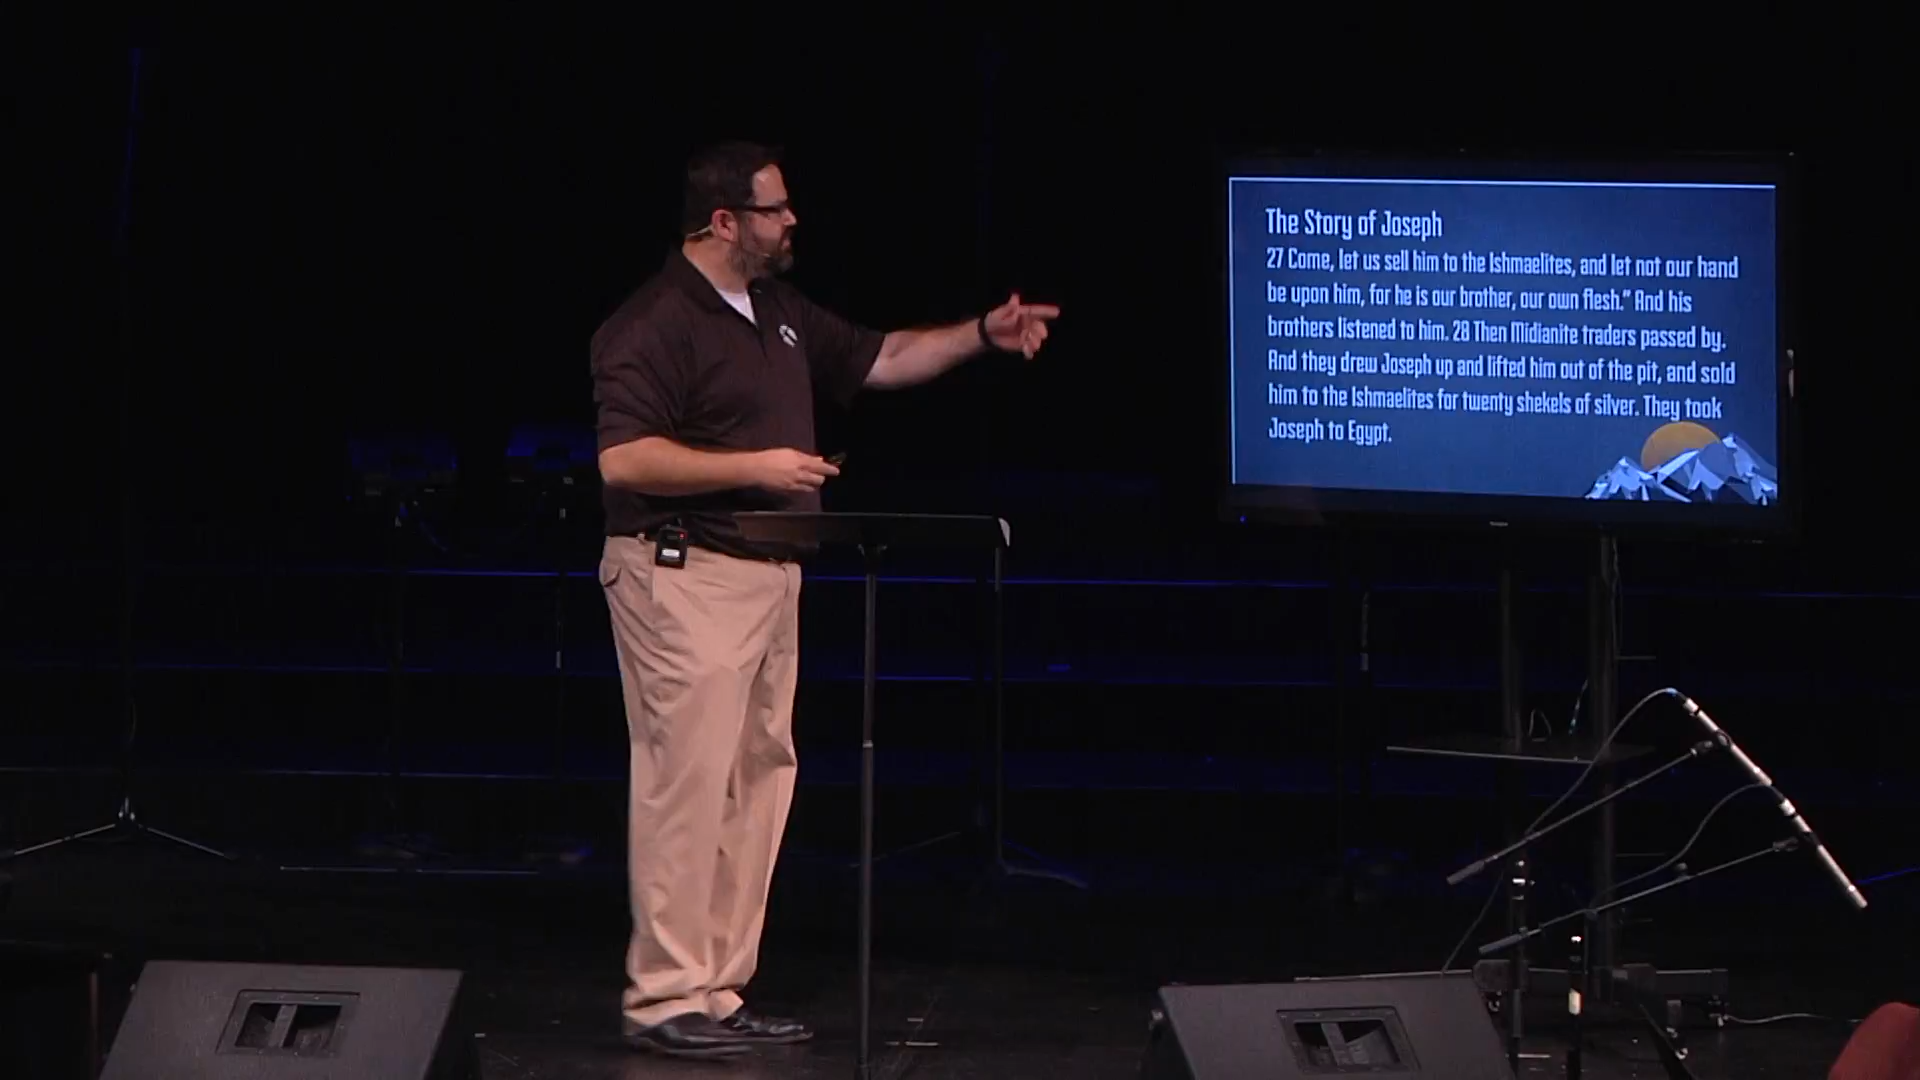 The Story of Joseph
27 Come, let us sell him to the Ishmaelites, and let not our hand
be upon him, for he is our brother, our own flesh.” And his
brothers listened to him. 28 Then Midianite traders passed by.
And they drew Joseph up and lifted him out of the pit, and sold
him to the Ishmaelites for twenty shekels of silver. They took
Joseph to Egypt.